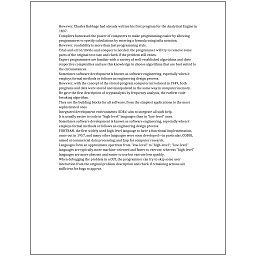 However, Charles Babbage had already written his first program for the Analytical Engine in
1837.
Compilers harnessed the power of computers to make programming easier by allowing
programmers to specify calculations by entering a formula using infix notation.
However, readability is more than just programming style.
Trial-and-error/divide-and-conquer is needed: the programmer will try to remove some
parts of the original test case and check if the problem still exists.
Expert programmers are familiar with a variety of well-established algorithms and their
respective complexities and use this knowledge to choose algorithms that are best suited to
the circumstances.
Sometimes software development is known as software engineering, especially when it
employs formal methods or follows an engineering design process.
However, with the concept of the stored-program computer introduced in 1949, both
programs and data were stored and manipulated in the same way in computer memory.
He gave the first description of cryptanalysis by frequency analysis, the earliest code-
breaking algorithm.
They are the building blocks for all software, from the simplest applications to the most
sophisticated ones.
Integrated development environments (IDEs) aim to integrate all such help.
It is usually easier to code in "high-level" languages than in "low-level" ones.
Sometimes software development is known as software engineering, especially when it
employs formal methods or follows an engineering design process.
FORTRAN, the first widely used high-level language to have a functional implementation,
came out in 1957, and many other languages were soon developed—in particular, COBOL
aimed at commercial data processing, and Lisp for computer research.
Languages form an approximate spectrum from "low-level" to "high-level"; "low-level"
languages are typically more machine-oriented and faster to execute, whereas "high-level"
languages are more abstract and easier to use but execute less quickly.
When debugging the problem in a GUI, the programmer can try to skip some user
interaction from the original problem description and check if remaining actions are
sufficient for bugs to appear.